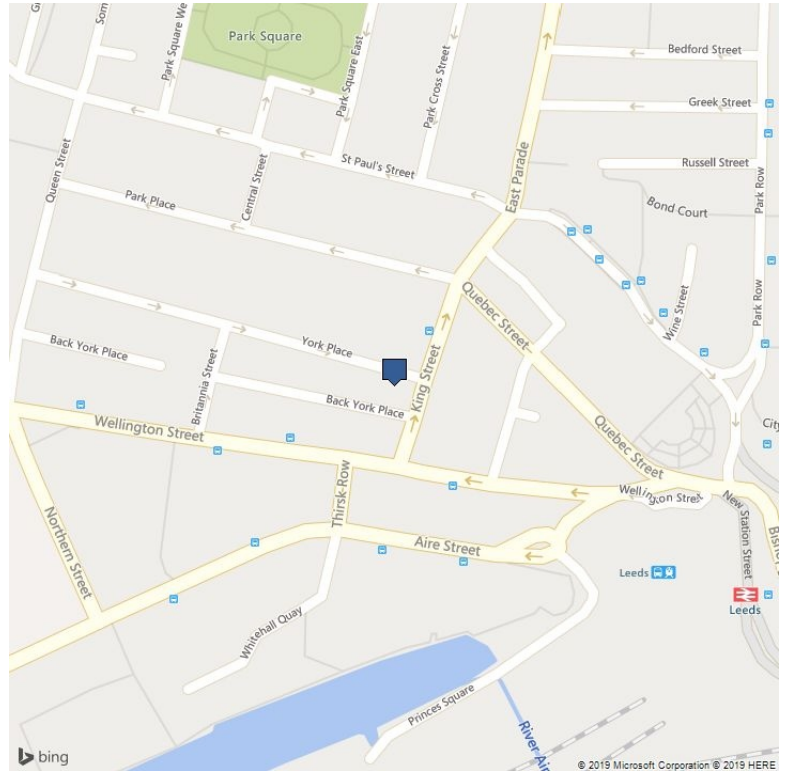 Park Square We
Park Square
Park Square East
Park Cross Street
Bedford Street
Greek Street
Russell Street
St Paul's Street
Queen Street
Central Street
Park Place
East Parade
Bond Court
Park Row
Quebec Street
Wine Street
Park Row
York Place
Back York Place
Britannia Street
King Street
Back York Place
Wellington Street
Quebec Street
City
Thirsk Row
Wellington Street
New Station Street
Northern Street
Aire Street
Leeds
Leeds
Whitehall Quay
Princes Square
River Air
bing
© 2019 Microsoft Corporation © 2019 HERE